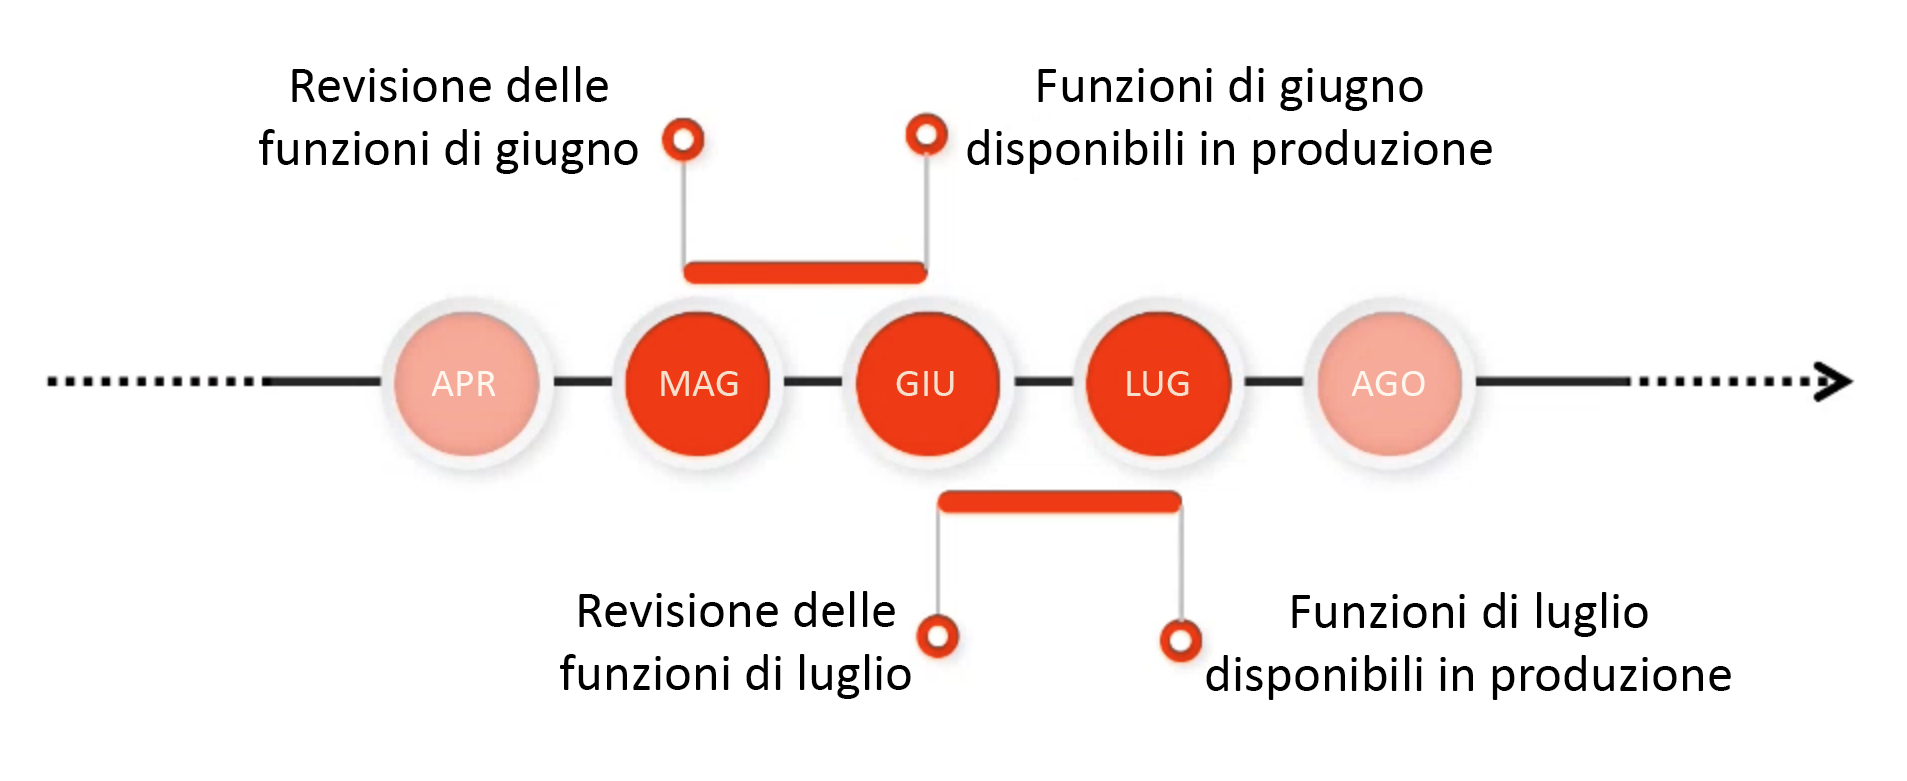 Revisione delle
funzioni di giugno
Funzioni di giugno
disponibili in produzione
APR
MAG
GIU
LUG
AGO
Revisione delle
funzioni di luglio
Funzioni di luglio
disponibili in produzione